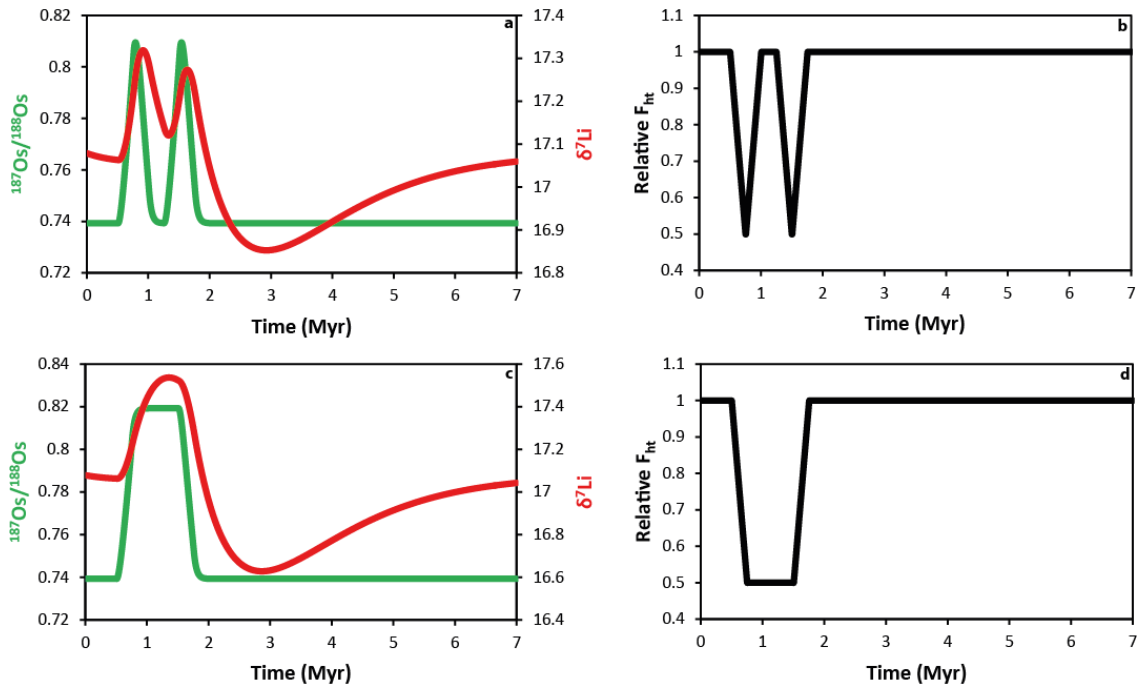 a
0.82
0.8
0.78
0.76
0.74
0.72
187Os/188Os
17.4
17.3
17.2
17.1
17
16.9
16.8
δ7Li
0 1 2 3 4 5 6 7
Time (Myr)
b
1.1
1
0.9
0.8
0.7
0.6
0.5
0.4
Relative Fht
0 1 2 3 4 5 6 7
Time (Myr)
c
0.84
0.82
0.8
0.78
0.76
0.74
0.72
187Os/188Os
17.6
17.4
17.2
17
16.8
16.6
16.4
δ7Li
0 1 2 3 4 5 6 7
Time (Myr)
d
1.1
1
0.9
0.8
0.7
0.6
0.5
0.4
Relative Fht
0 1 2 3 4 5 6 7
Time (Myr)